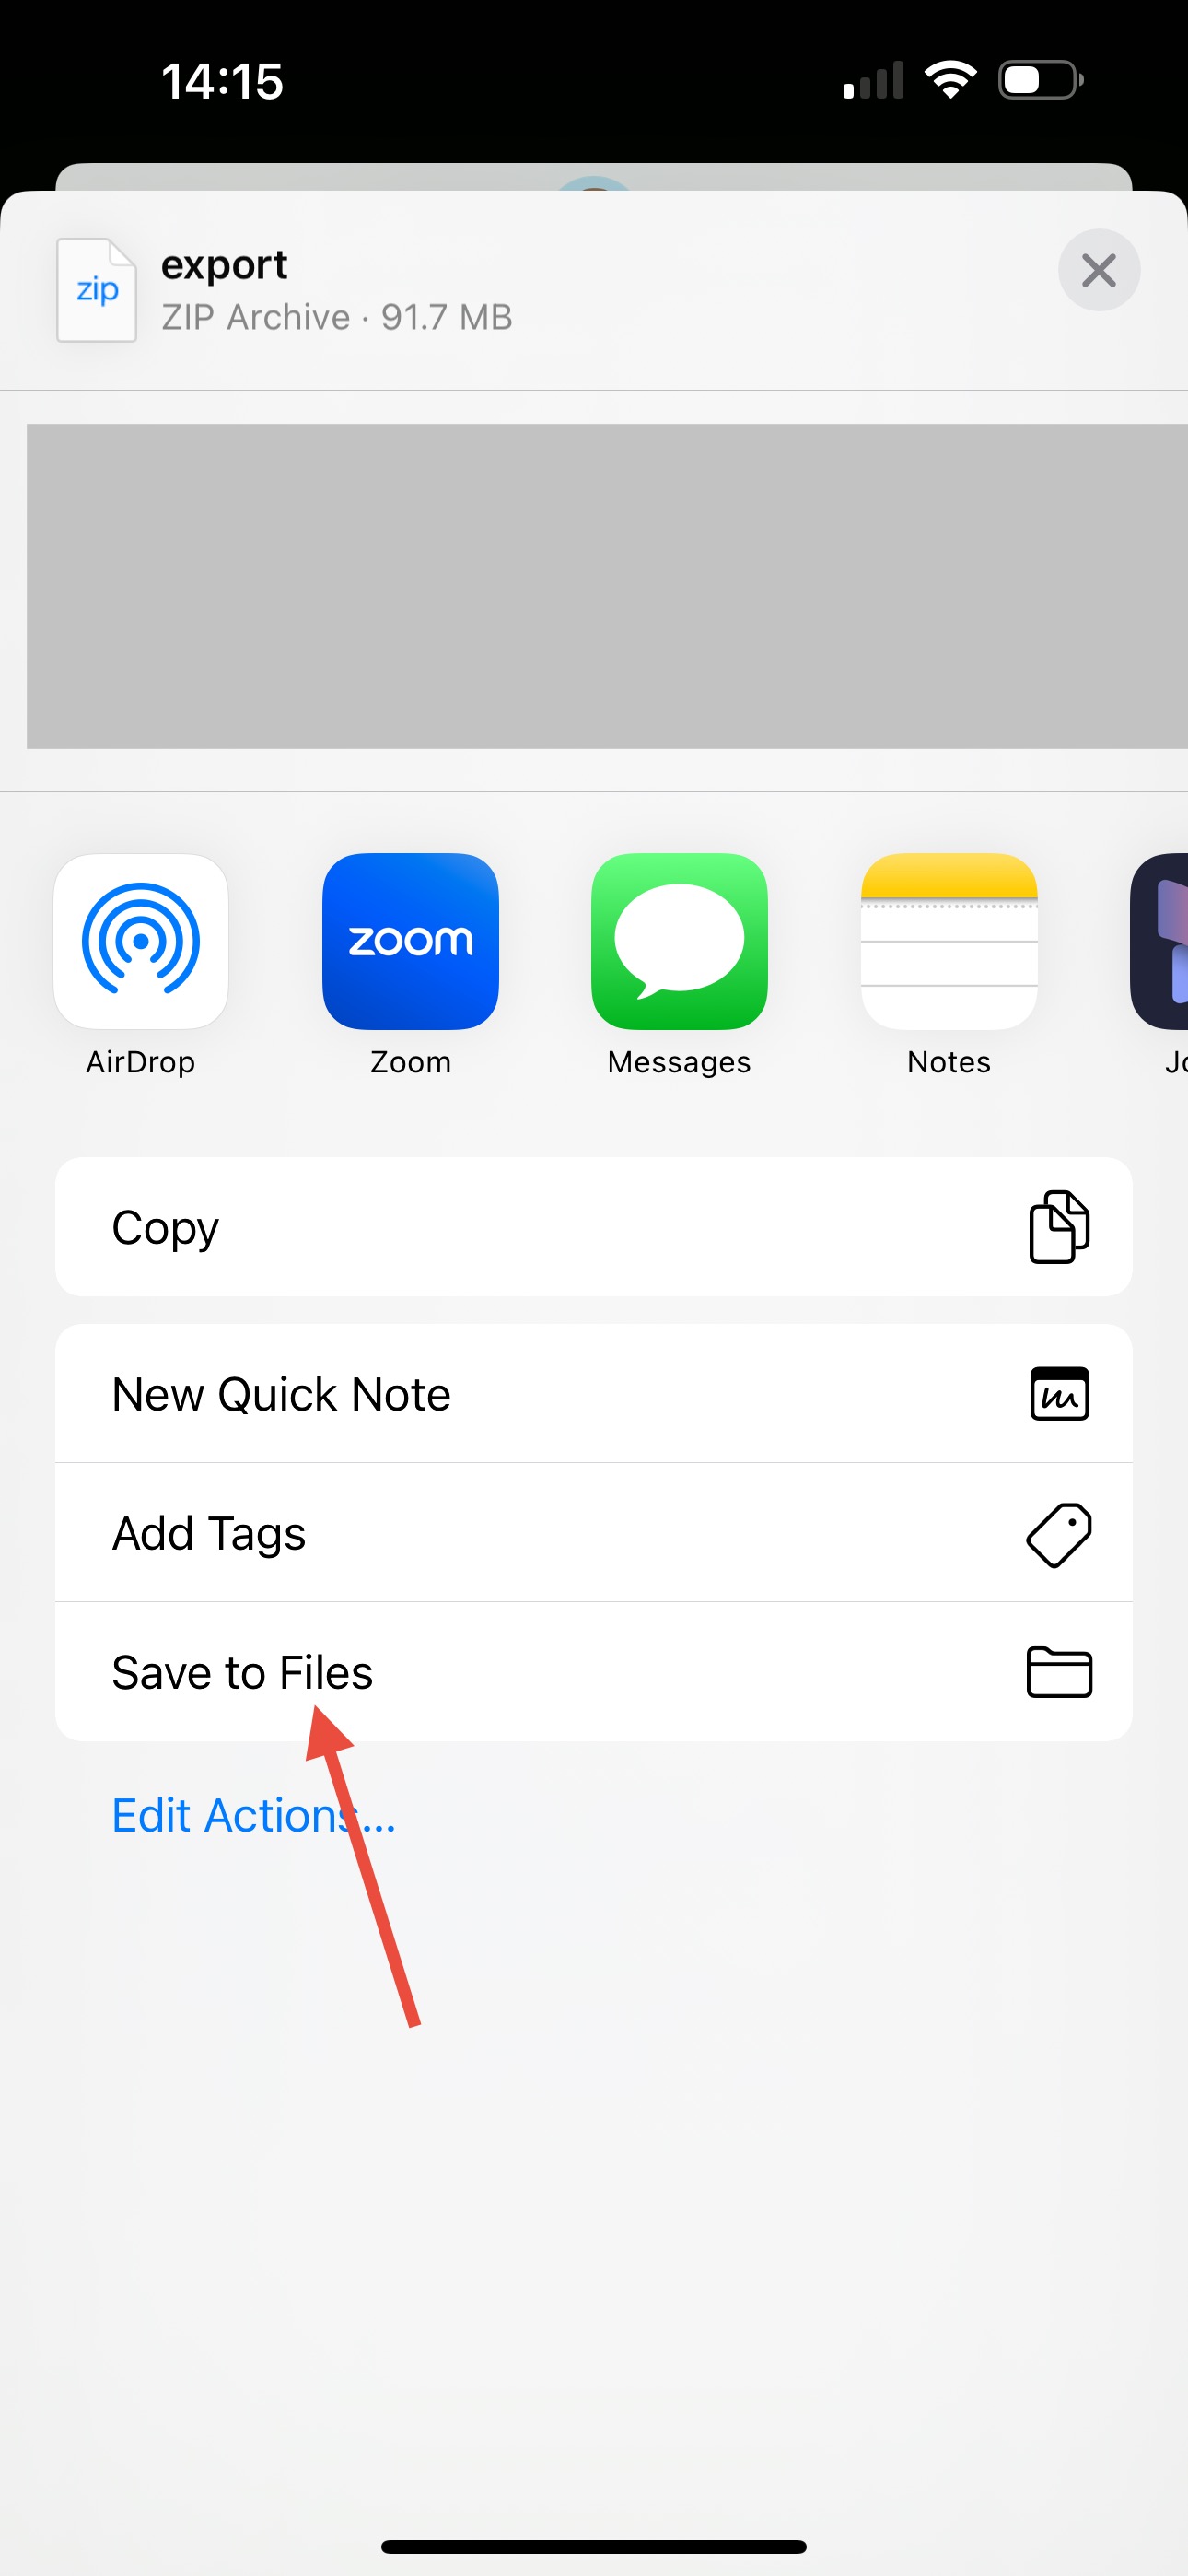 14:15
zip
export
ZIP Archive · 91.7 MB
zoom
AirDrop
Zoom
Messages
Notes
Copy
New Quick Note
Add Tags
Save to Files
Edit Actions...